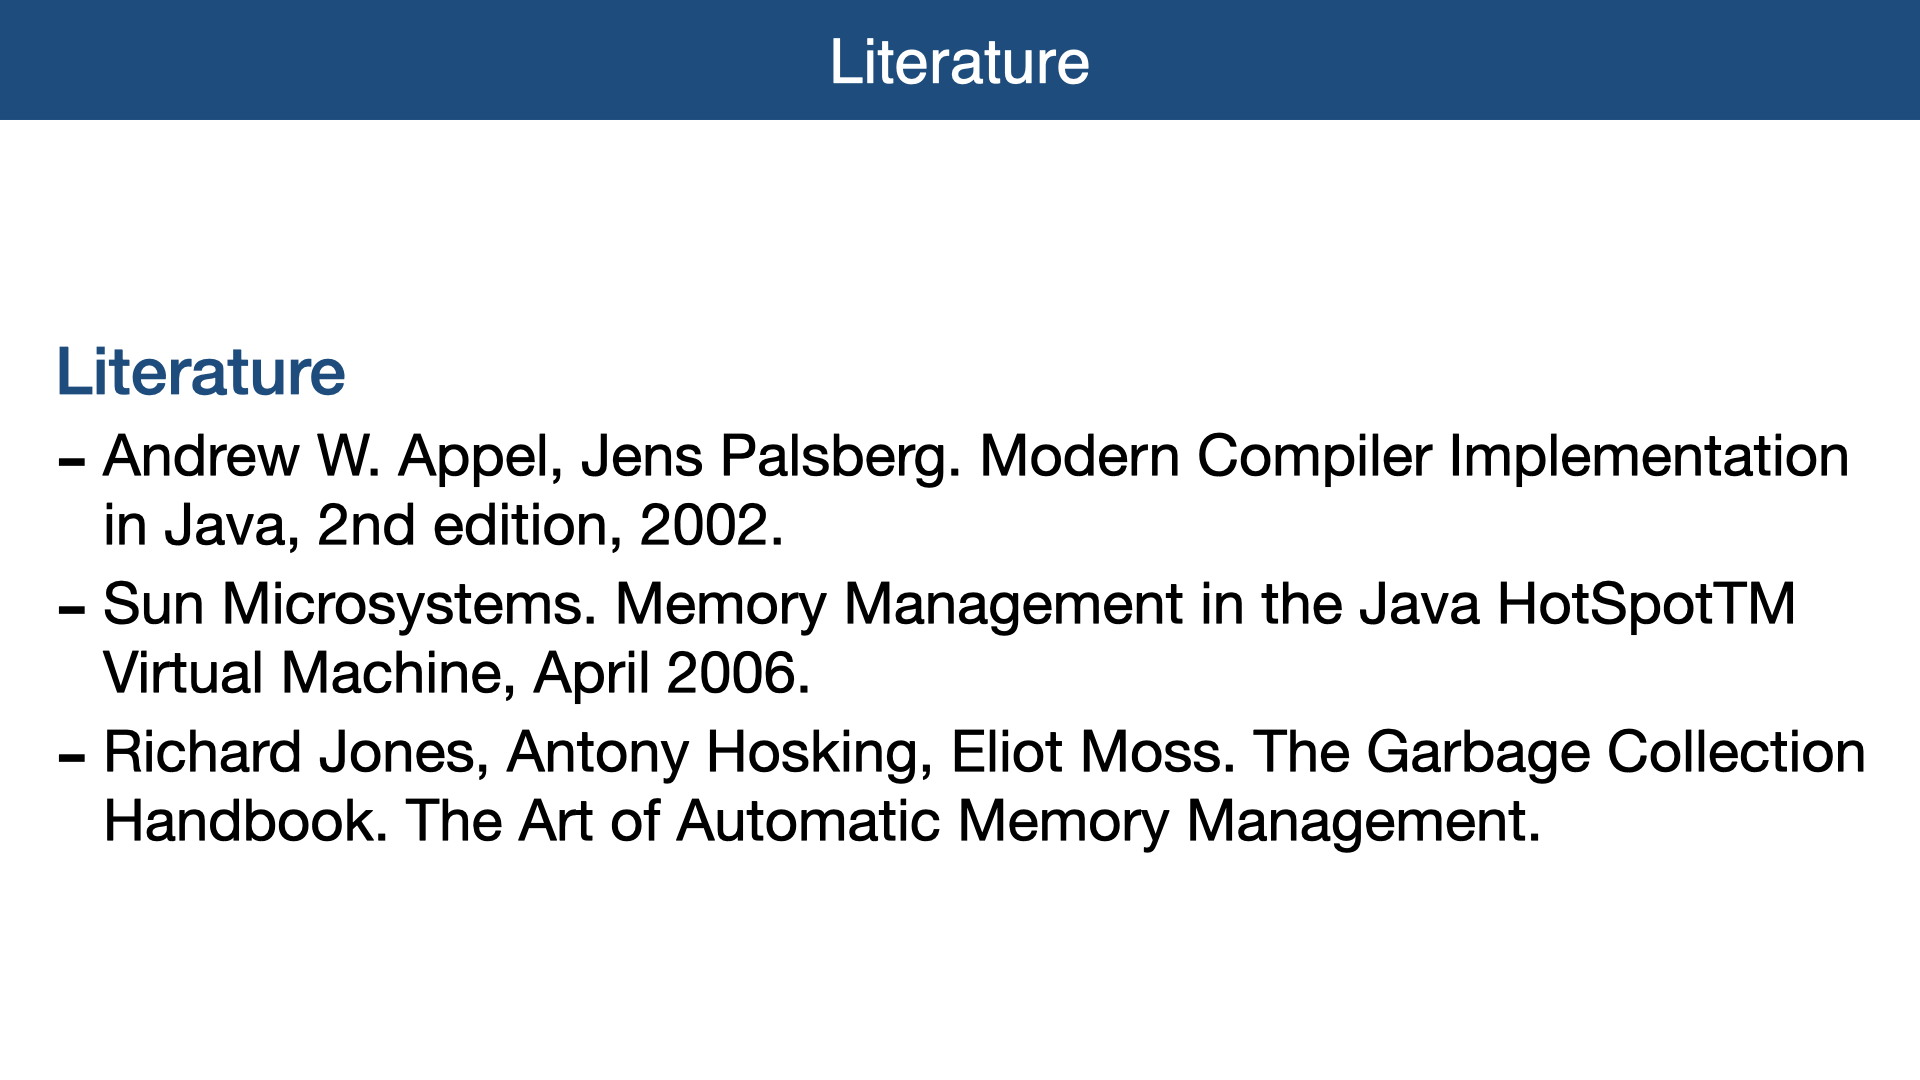 Literature
Literature
- Andrew W. Appel, Jens Palsberg. Modern Compiler Implementation
in Java, 2nd edition, 2002.
- Sun Microsystems. Memory Management in the Java HotSpotTM
Virtual Machine, April 2006.
- Richard Jones, Antony Hosking, Eliot Moss. The Garbage Collection
Handbook. The Art of Automatic Memory Management.